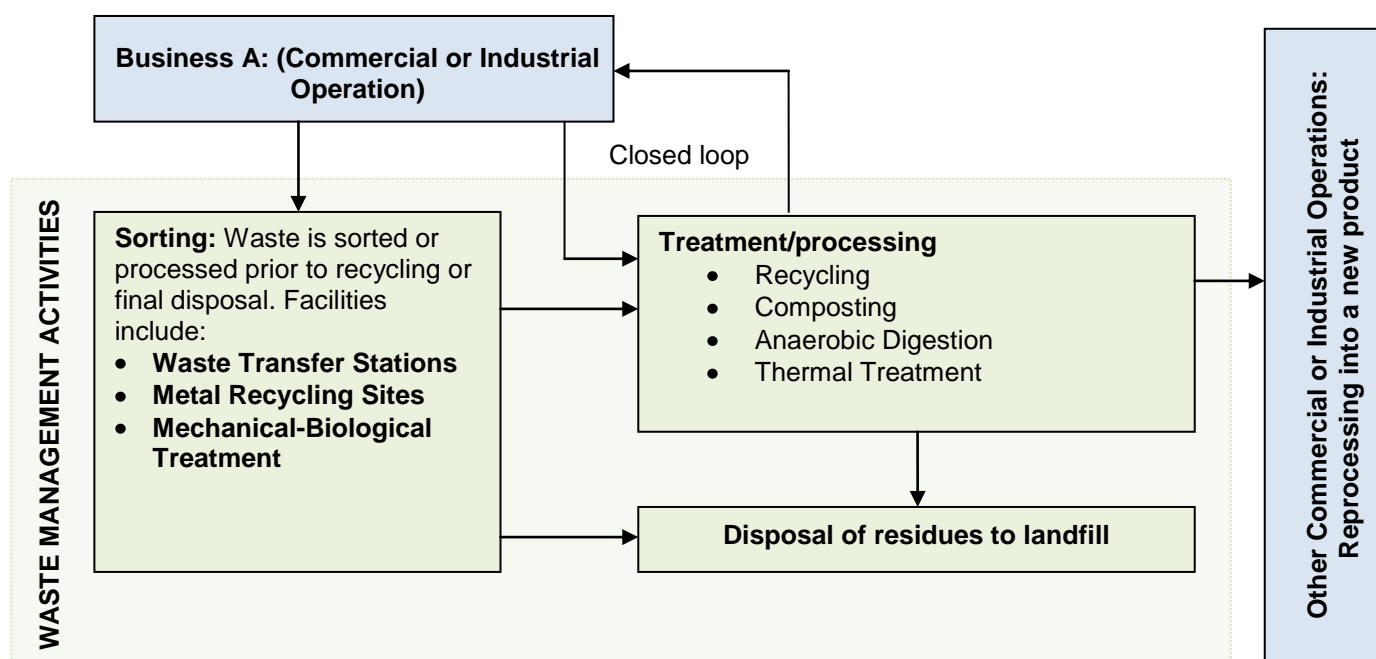 Business A: (Commercial or Industrial
Operation)
Closed loop
WASTE MANAGEMENT ACTIVITIES
Sorting: Waste is sorted or
processed prior to recycling or
final disposal. Facilities
include:
• Waste Transfer Stations
• Metal Recycling Sites
• Mechanical-Biological
Treatment
Treatment/processing
• Recycling
• Composting
• Anaerobic Digestion
• Thermal Treatment
Disposal of residues to landfill
Other Commercial or Industrial Operations:
Reprocessing into a new product